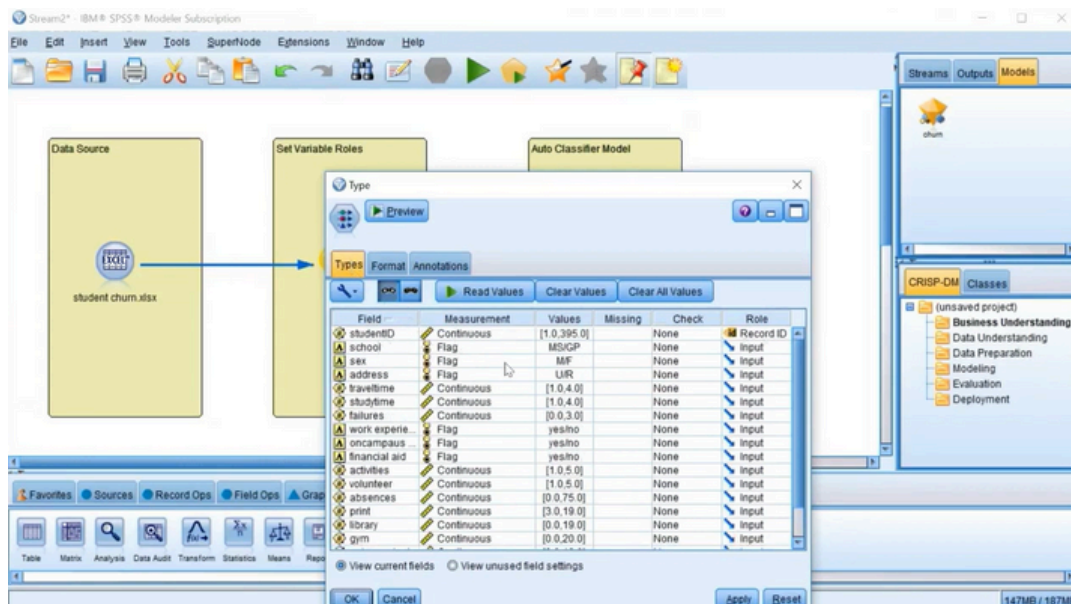 Stream2* - IBM® SPSS® Modeler Subscription
File Edit Insert View Tools SuperNode Extensions Window Help
Streams Outputs Models
churn
Data Source
Set Variable Roles
Auto Classifier Model
student churn.xlsx
Type
Preview
Types Format Annotations
Read Values Clear Values Clear All Values
Field Measurement Values Missing Check Role
studentID Continuous [1.0,395.0] None Record ID
school Flag MS/GP None Input
sex Flag M/F None Input
address Flag U/R None Input
traveltime Continuous [1.0,4.0] None Input
studytime Continuous [1.0,4.0] None Input
failures Continuous [0.0,3.0] None Input
work experie... Flag yes/no None Input
oncampaus ... Flag yes/no None Input
financial aid Flag yes/no None Input
activities Continuous [1.0,5.0] None Input
volunteer Continuous [1.0,5.0] None Input
absences Continuous [0.0,75.0] None Input
print Continuous [3.0,19.0] None Input
library Continuous [0.0,19.0] None Input
gym Continuous [0.0,20.0] None Input
View current fields View unused field settings
OK Cancel Apply Reset
CRISP-DM Classes
(unsaved project)
Business Understanding
Data Understanding
Data Preparation
Modeling
Evaluation
Deployment
Favorites Sources Record Ops Field Ops Grap
Table Matrix Analysis Data Audit Transform Statistics Means Repo
147MB / 187MB